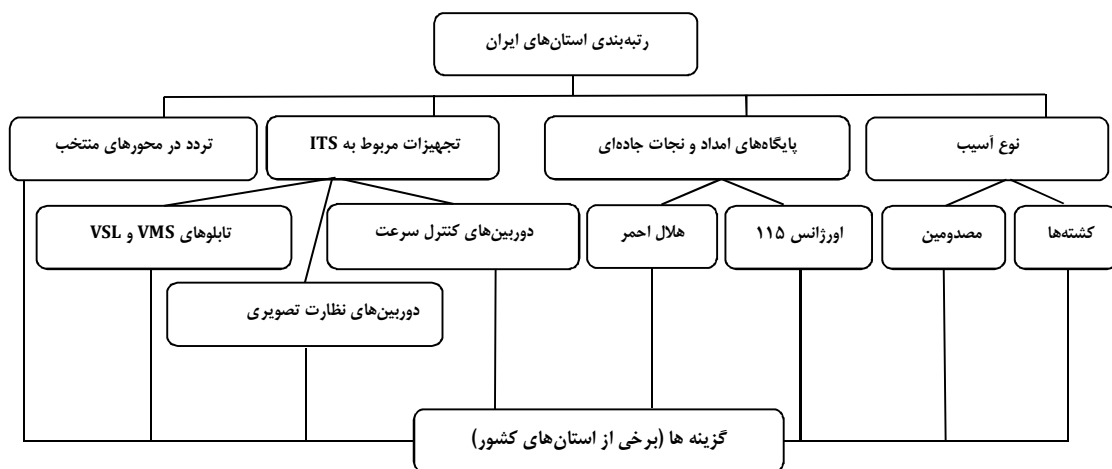 رتبه‌بندی استان‌های ایران
نوع آسیب
پایگاه‌های امداد و نجات جاده‌ای
تجهیزات مربوط به ITS
تردد در محورهای منتخب
کشته‌ها
مصدومین
اورژانس ۱۱۵
هلال احمر
دوربین‌های کنترل سرعت
تابلوهای VMS و VSL
دوربین‌های نظارت تصویری
گزینه ها (برخی از استان‌های کشور)